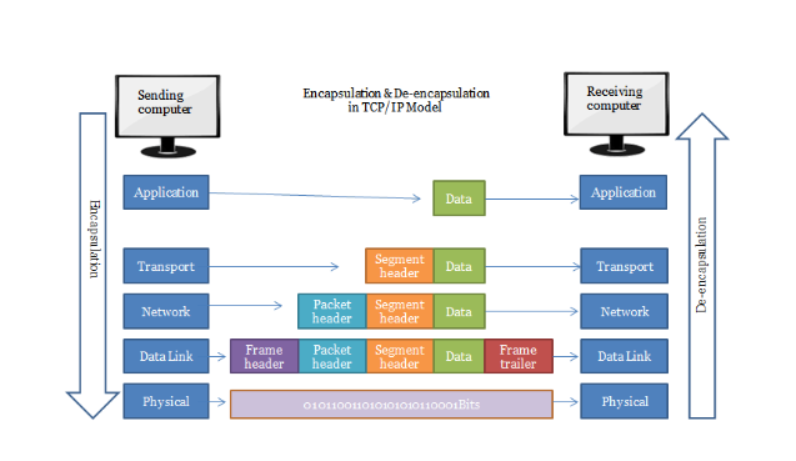 Sending
computer
Encapsulation & De-encapsulation
in TCP/IP Model
Receiving
computer
Encapsulation
De-encapsulation
Application
Data
Application
Transport
Segment
header
Data
Transport
Network
Packet
header
Segment
header
Data
Network
Data Link
Frame
header
Packet
header
Segment
header
Data
Frame
trailer
Data Link
Physical
010110011010101010110001Bits
Physical